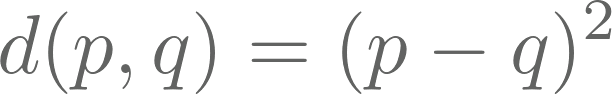 d(p, q) = (p − q)²